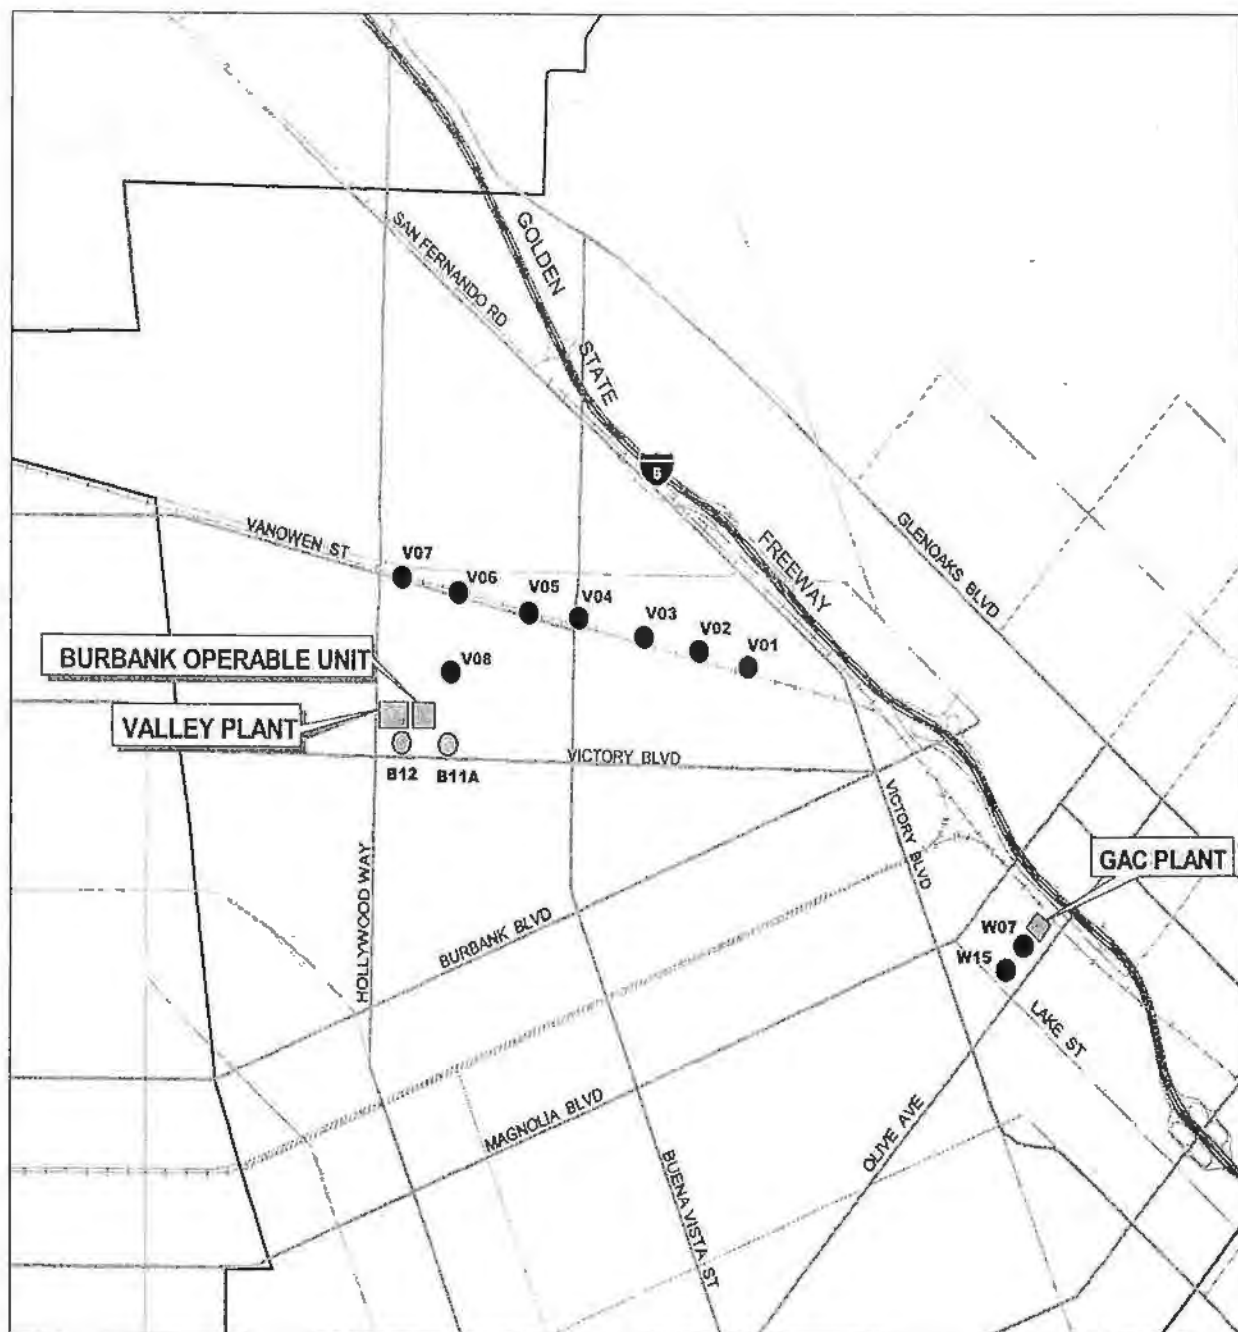 GOLDEN
SAN FERNANDO RD
STATE
5
FREEWAY
GLENOAKS BLVD
VANOWEN ST
V07
V06
V05
V04
V03
V02
V01
BURBANK OPERABLE UNIT
V08
VALLEY PLANT
VICTORY BLVD
B12
B11A
VICTORY BLVD
HOLLYWOOD WAY
GAC PLANT
BURBANK BLVD
W07
W15
LAKE ST
MAGNOLIA BLVD
OLIVE AVE
BUENA VISTA ST